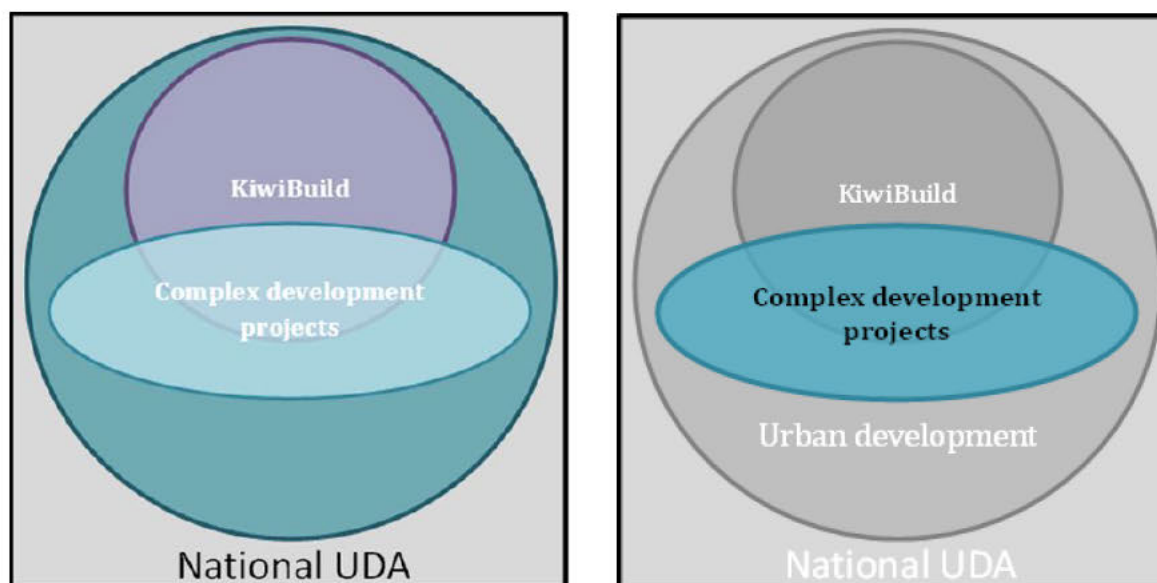 KiwiBuild
Complex development
projects
National UDA
KiwiBuild
Complex development
projects
Urban development
National UDA